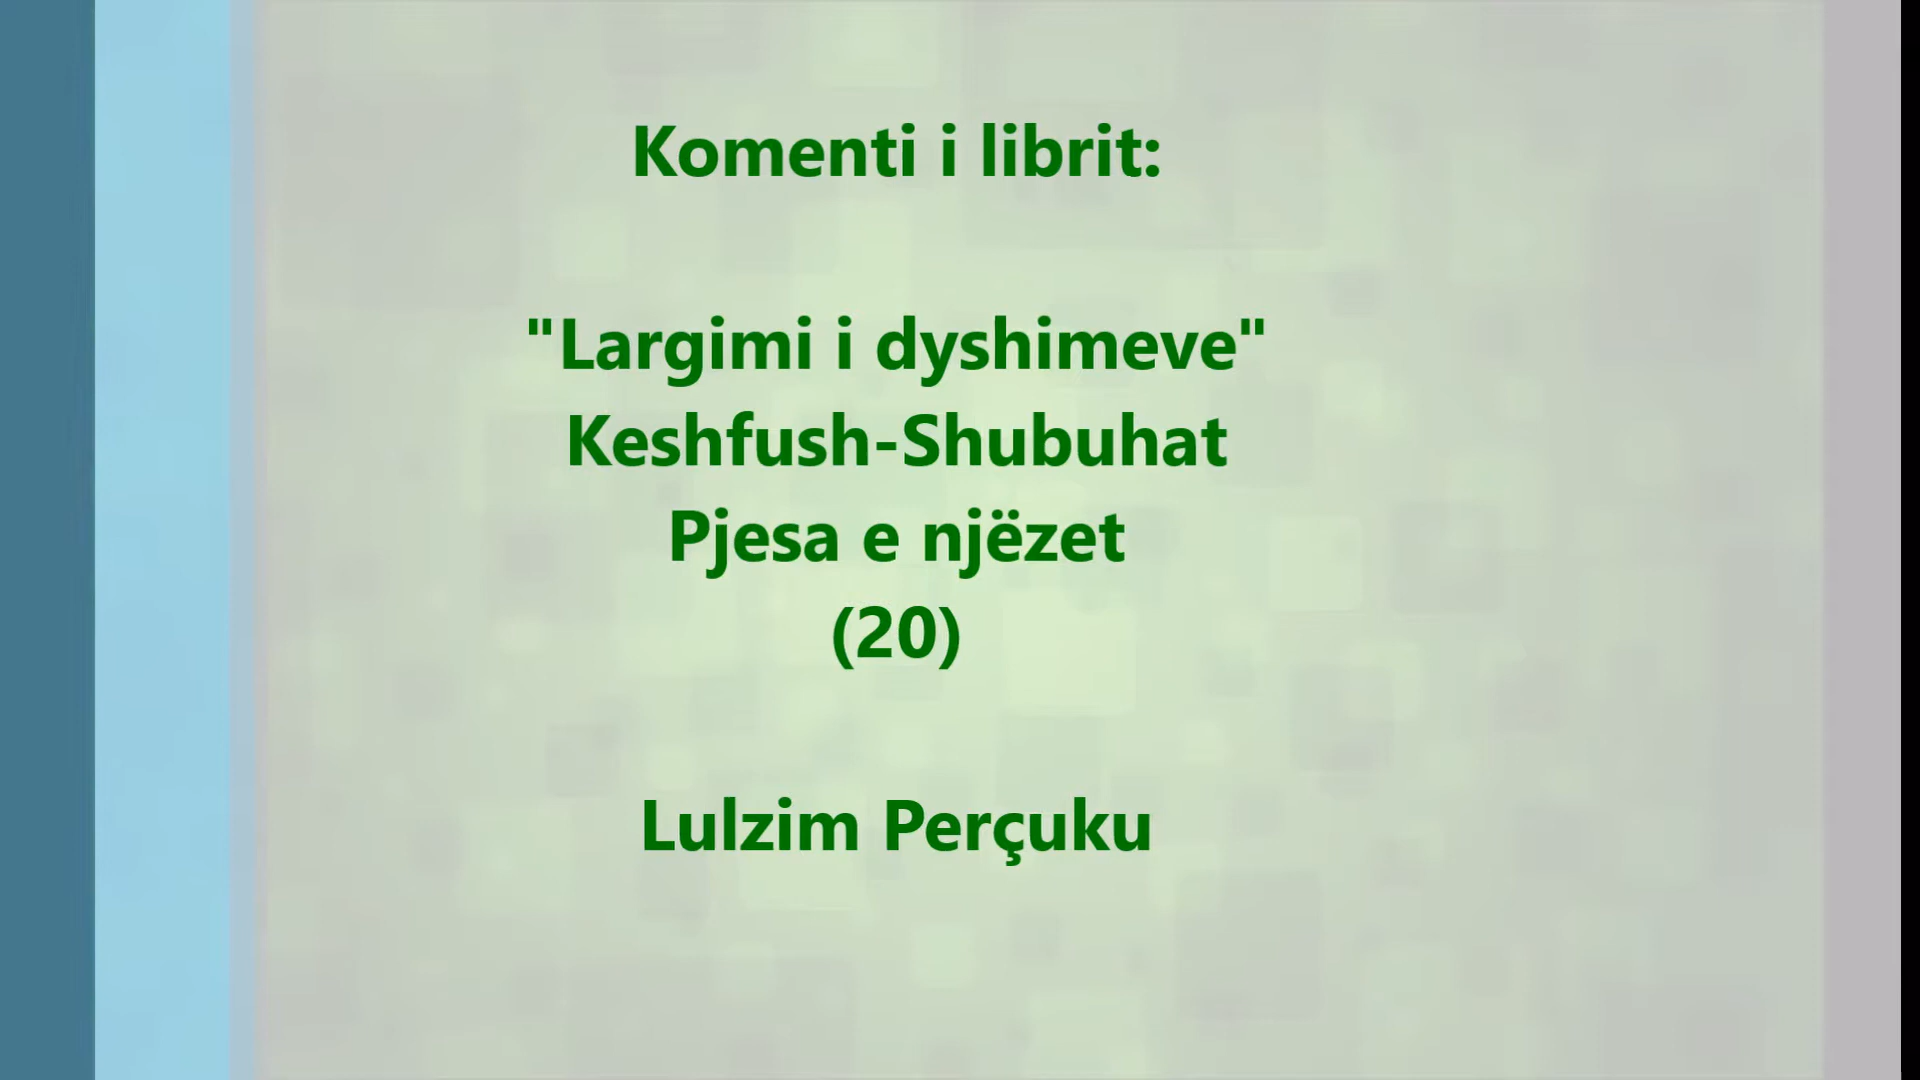 Komenti i librit:
"Largimi i dyshimeve"
Keshfush-Shubuhat
Pjesa e njëzet
(20)
Lulzim Perçuku